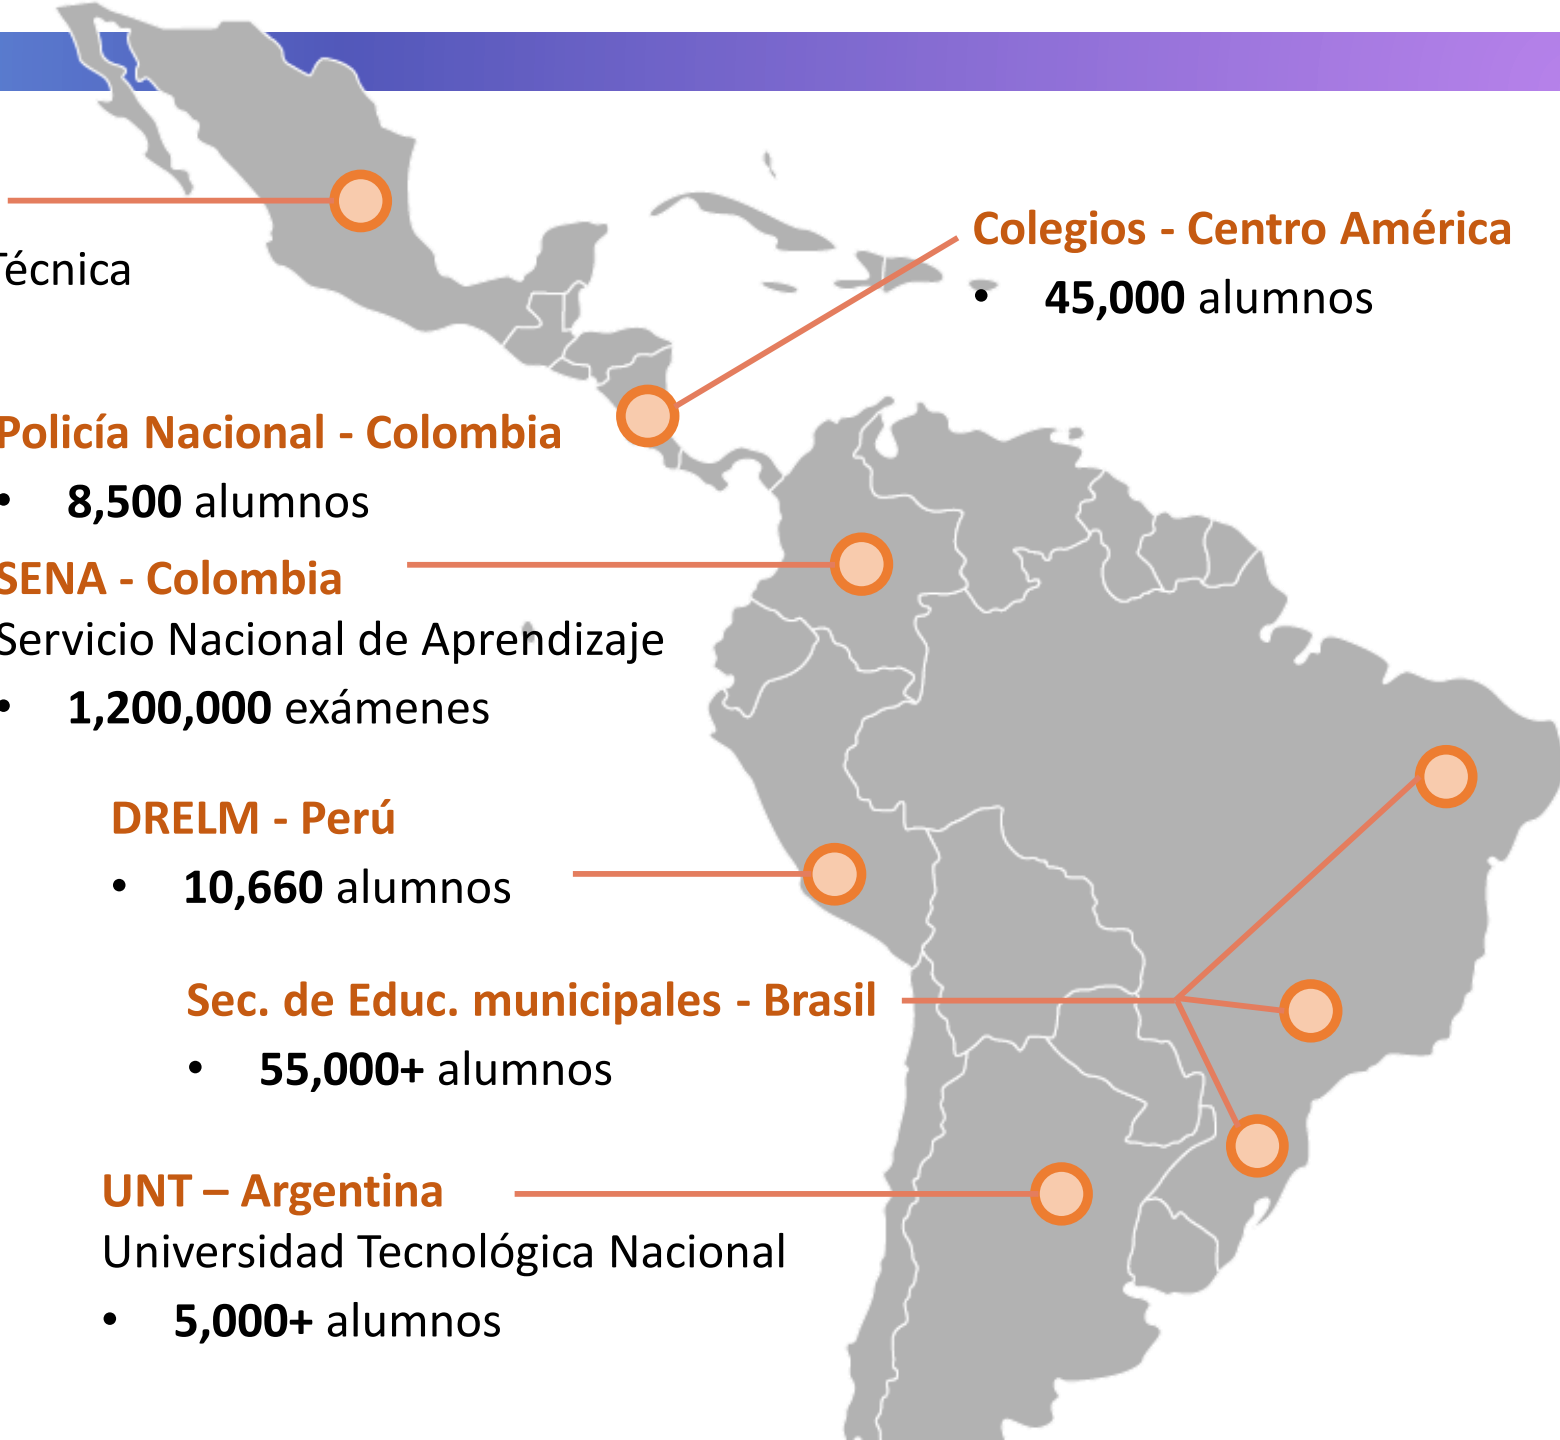 Técnica
Colegios - Centro América
• 45,000 alumnos
Policía Nacional - Colombia
• 8,500 alumnos
SENA - Colombia
Servicio Nacional de Aprendizaje
• 1,200,000 exámenes
DRELM - Perú
• 10,660 alumnos
Sec. de Educ. municipales - Brasil
• 55,000+ alumnos
UNT – Argentina
Universidad Tecnológica Nacional
• 5,000+ alumnos